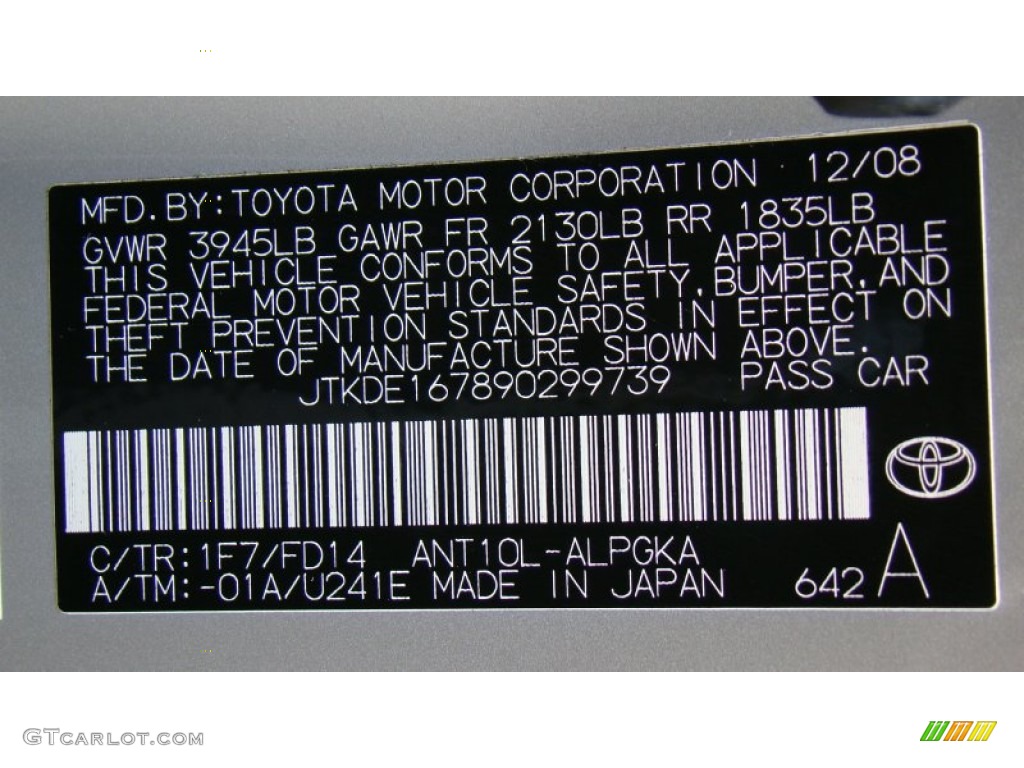 MFD. BY: TOYOTA MOTOR CORPORATION 12/08
GVWR 3945LB GAWR FR 2130LB RR 1835LB
THIS VEHICLE CONFORMS TO ALL APPLICABLE
FEDERAL MOTOR VEHICLE SAFETY, BUMPER, AND
THEFT PREVENTION STANDARDS IN EFFECT ON
THE DATE OF MANUFACTURE SHOWN ABOVE.
JTKDE167890299739 PASS CAR
C/TR: 1F7/FD14 ANT10L-ALPGKA
A/TM: -01A/U241E MADE IN JAPAN 642 A
GTCARLOT.COM